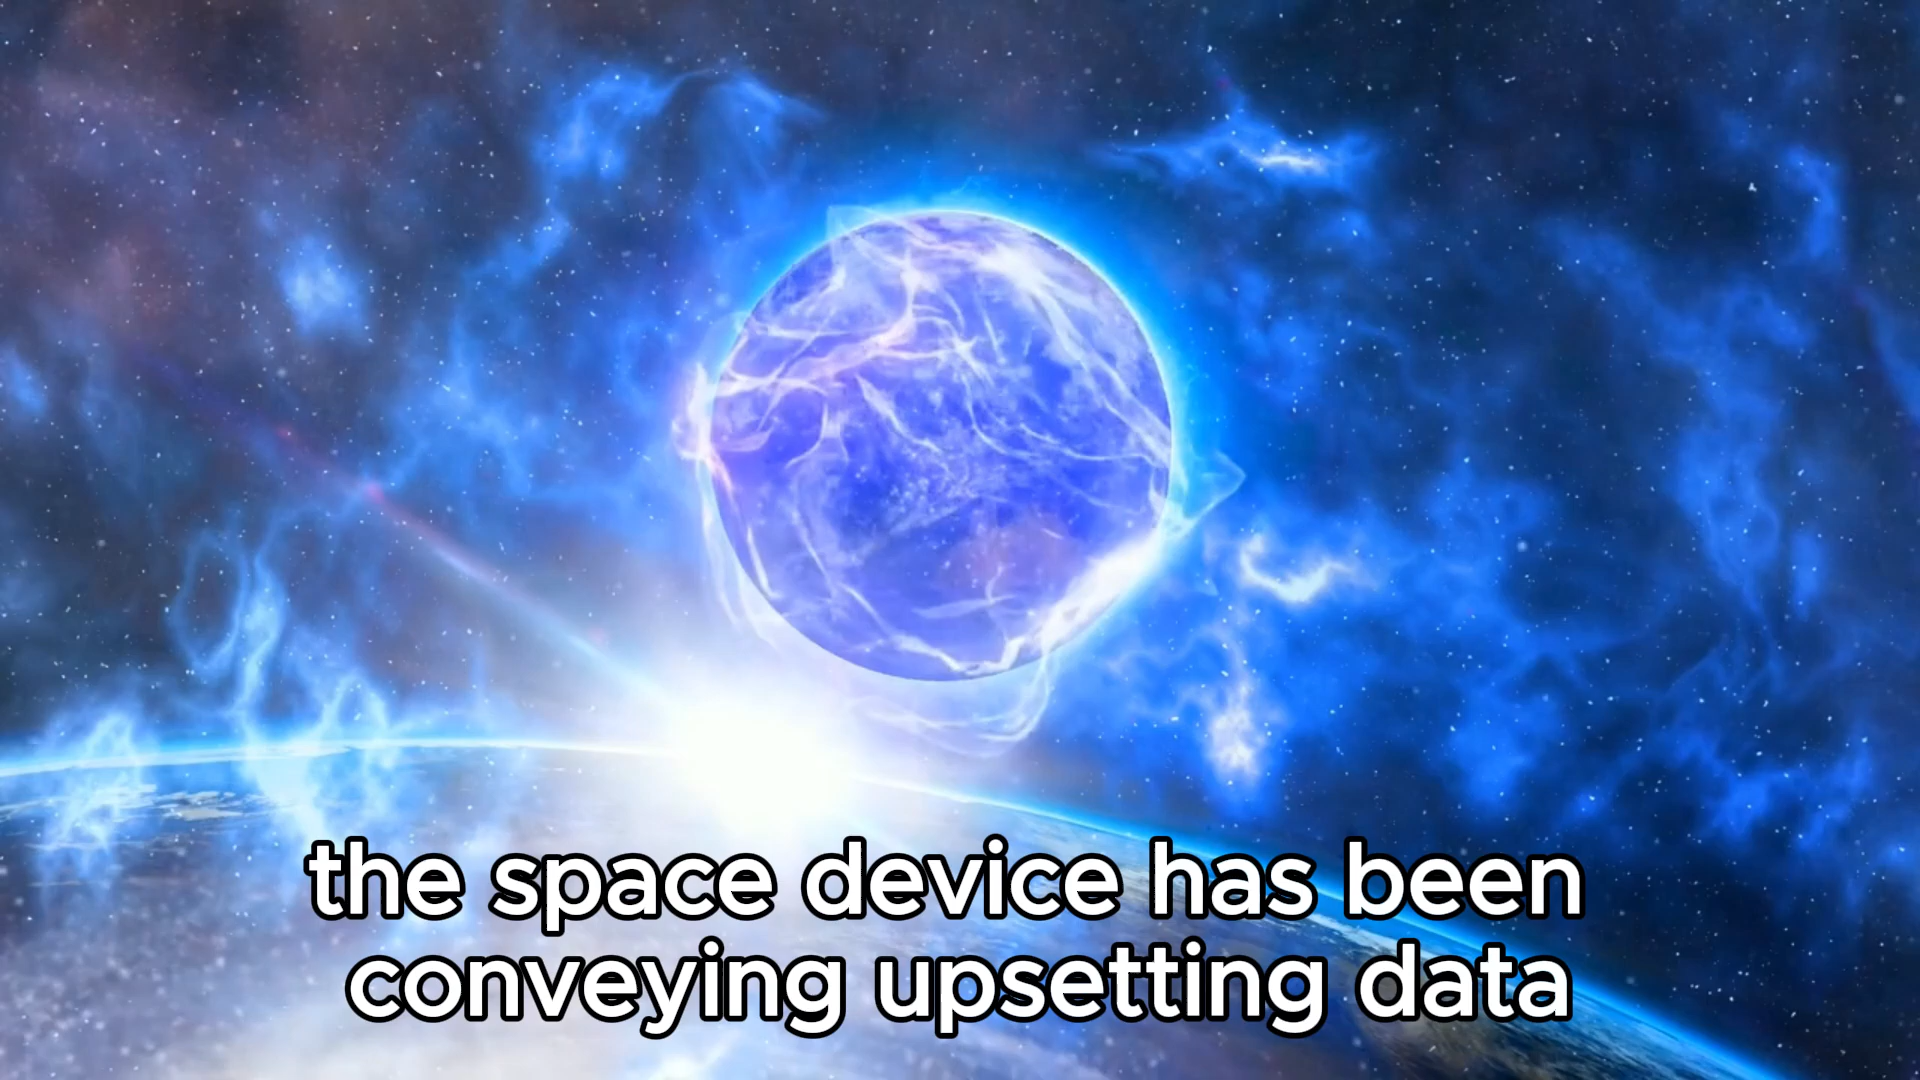 the space device has been
conveying upsetting data